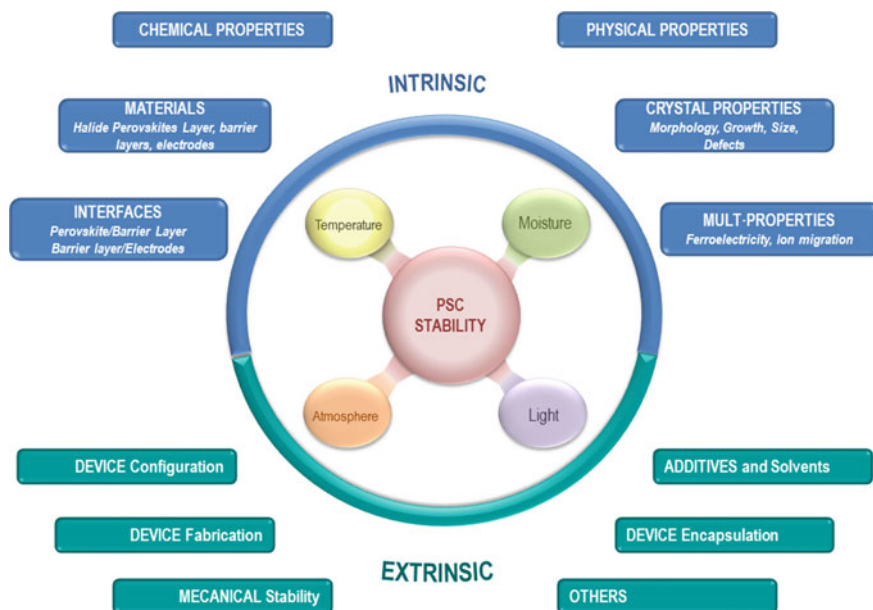 CHEMICAL PROPERTIES
PHYSICAL PROPERTIES
INTRINSIC
MATERIALS
Halide Perovskites Layer, barrier
layers, electrodes
CRYSTAL PROPERTIES
Morphology, Growth, Size,
Defects
INTERFACES
Perovskite/Barrier Layer
Barrier layer/Electrodes
MULT-PROPERTIES
Ferroelectricity, Ion migration
Temperature
Moisture
PSC
STABILITY
Atmosphere
Light
DEVICE Configuration
ADDITIVES and Solvents
DEVICE Fabrication
DEVICE Encapsulation
EXTRINSIC
MECANICAL Stability
OTHERS